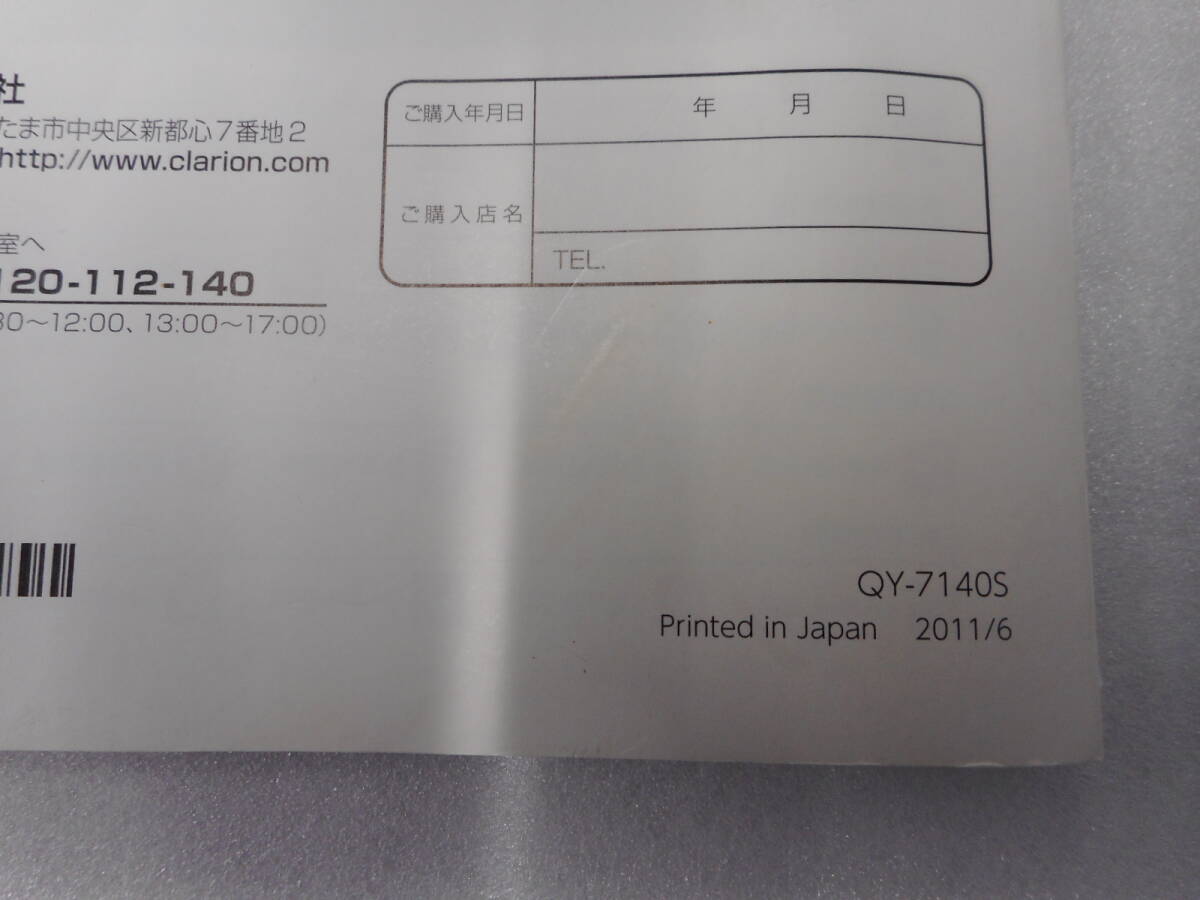 社
たま市中央区新都心7番地2
http://www.clarion.com
室へ
120-112-140
30〜12:00、13:00〜17:00)
ご購入年月日
年 月 日
ご購入店名
TEL.
QY-7140S
Printed in Japan 2011/6